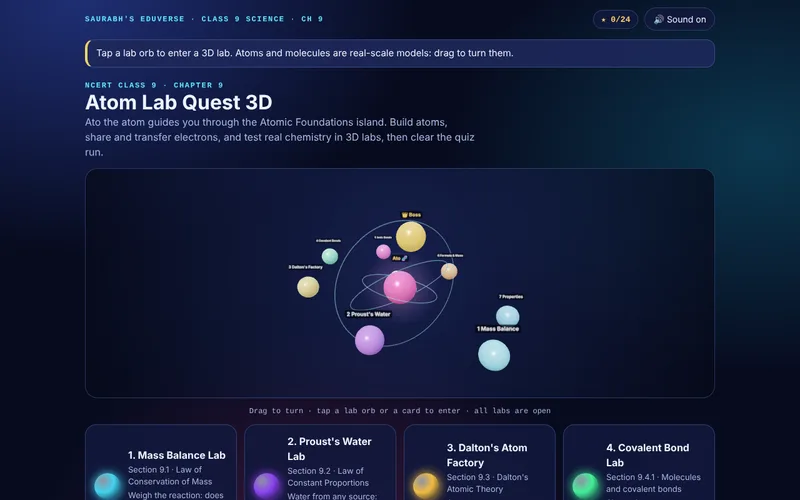 SAURABH'S EDUVERSE · CLASS 9 SCIENCE · CH 9
★ 0/24
🔊 Sound on
Tap a lab orb to enter a 3D lab. Atoms and molecules are real-scale models: drag to turn them.
NCERT CLASS 9 · CHAPTER 9
Atom Lab Quest 3D
Ato the atom guides you through the Atomic Foundations island. Build atoms,
share and transfer electrons, and test real chemistry in 3D labs, then clear the quiz
run.
👑 Boss
Ato
3 Dalton's Factory
2 Proust's Water
7 Properties
1 Mass Balance
Drag to turn · tap a lab orb or a card to enter · all labs are open
1. Mass Balance Lab
Section 9.1 · Law of
Conservation of Mass
Weigh the reaction: does
2. Proust's Water
Lab
Section 9.2 · Law of
Constant Proportions
Water from any source:
3. Dalton's Atom
Factory
Section 9.3 · Dalton's
Atomic Theory
4. Covalent Bond
Lab
Section 9.4.1 · Molecules
and covalent bonds